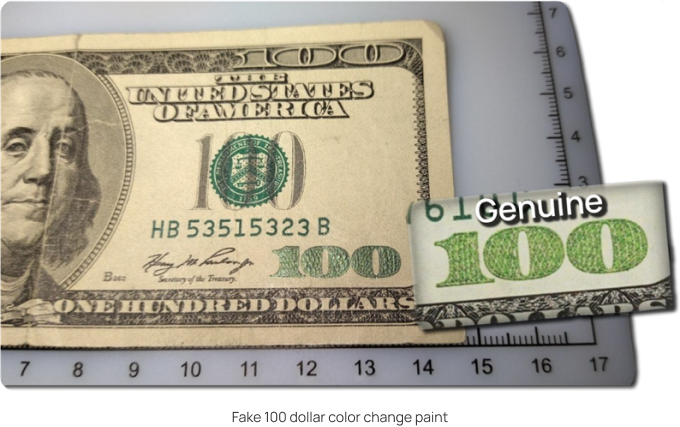 100
THE
UNITED STATES
OF AMERICA
100
HB 53515323 B
Secretary of the Treasury.
100
B2
ONE HUNDRED DOLLARS
Genuine
100
7
6
5
4
3
7 8 9 10 11 12 13 14 15 16 17
Fake 100 dollar color change paint